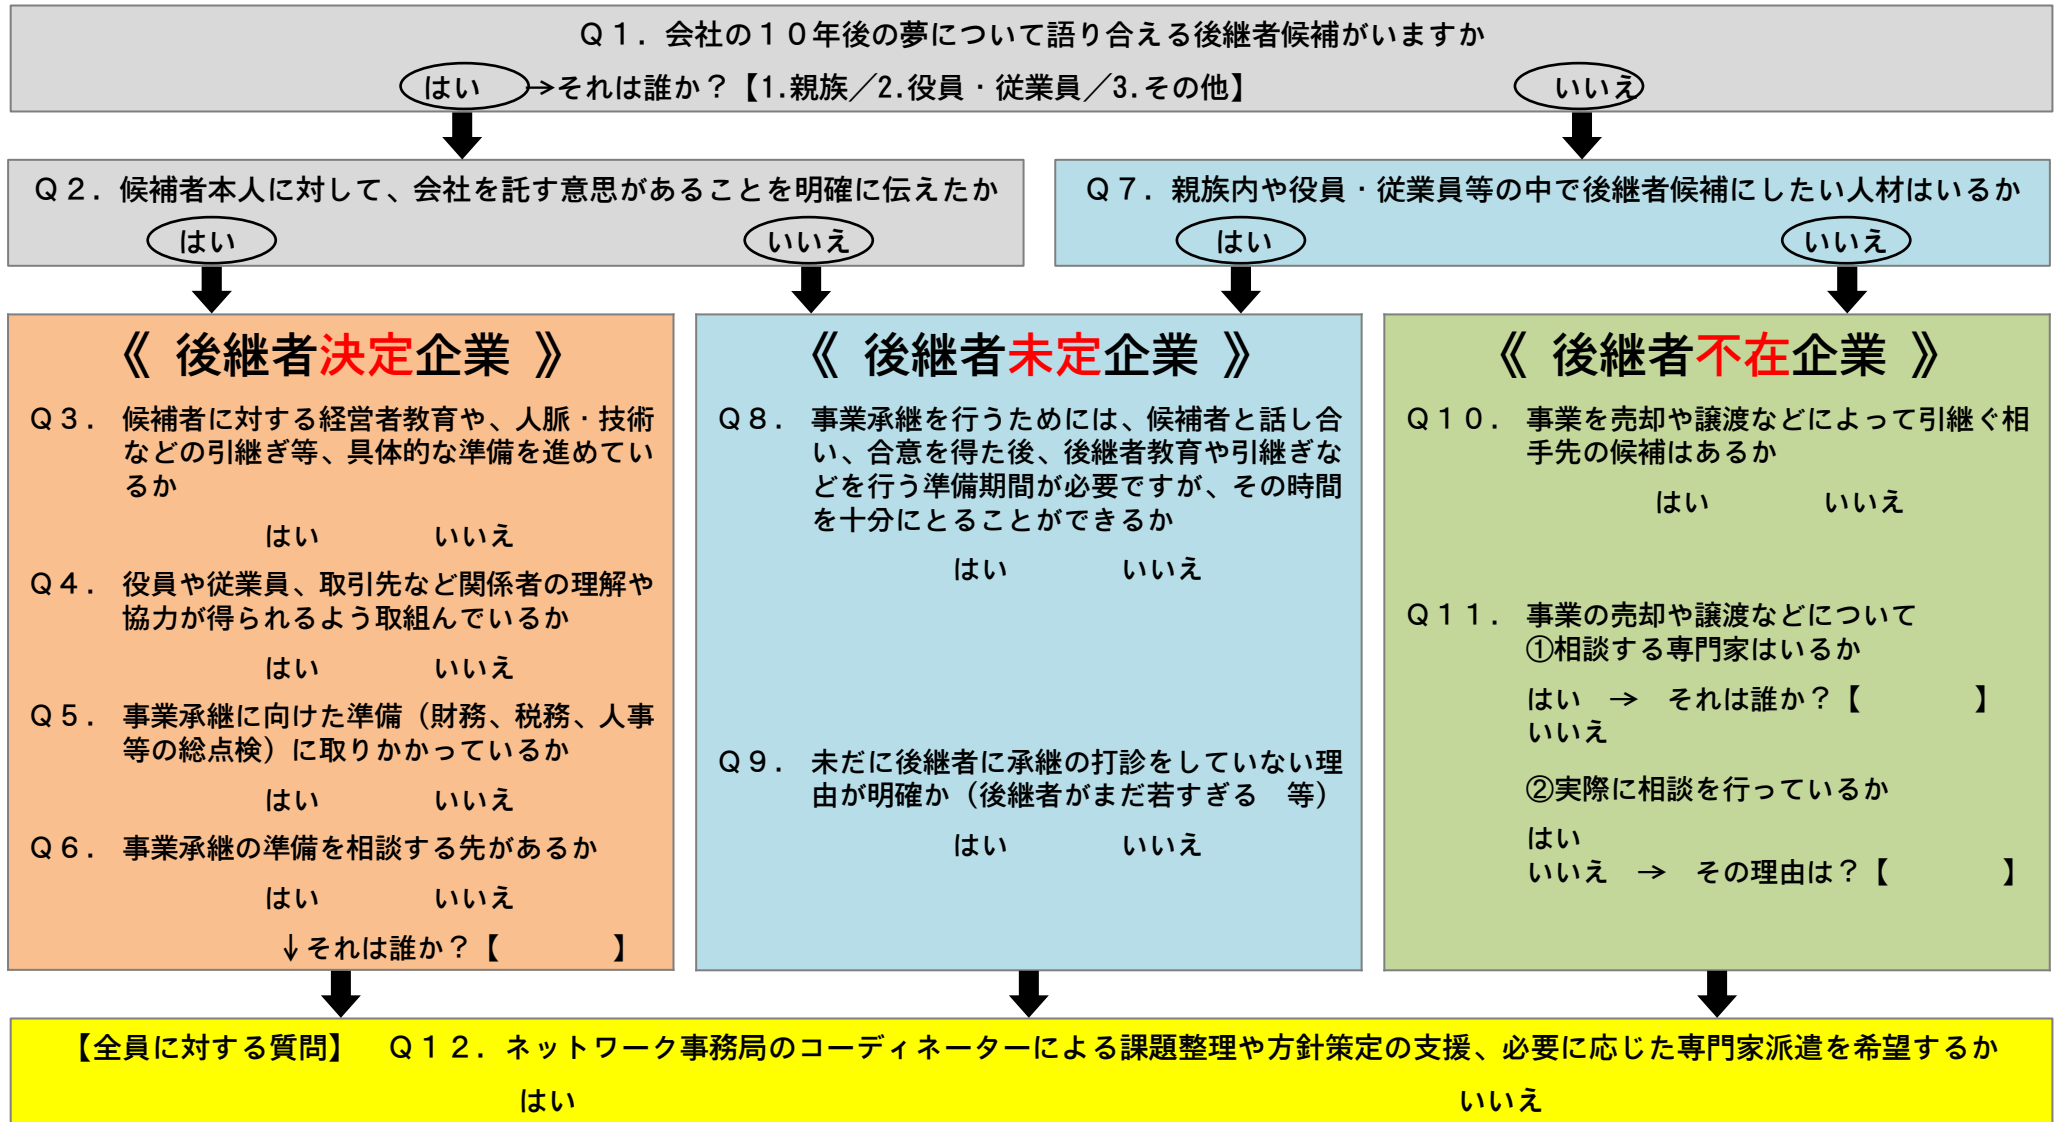 Ｑ１．会社の１０年後の夢について語り合える後継者候補がいますか
はい →それは誰か？【1.親族／2.役員・従業員／3.その他】 いいえ
Ｑ２．候補者本人に対して、会社を託す意思があることを明確に伝えたか
はい いいえ
Ｑ７．親族内や役員・従業員等の中で後継者候補にしたい人材はいるか
はい いいえ
《 後継者決定企業 》
Ｑ３． 候補者に対する経営者教育や、人脈・技術
などの引継ぎ等、具体的な準備を進めてい
るか
はい いいえ
Ｑ４． 役員や従業員、取引先など関係者の理解や
協力が得られるよう取組んでいるか
はい いいえ
Ｑ５． 事業承継に向けた準備（財務、税務、人事
等の総点検）に取りかかっているか
はい いいえ
Ｑ６． 事業承継の準備を相談する先があるか
はい いいえ
↓それは誰か？【　　　　】
《 後継者未定企業 》
Ｑ８． 事業承継を行うためには、候補者と話し合
い、合意を得た後、後継者教育や引継ぎな
どを行う準備期間が必要ですが、その時間
を十分にとることができるか
はい いいえ
Ｑ９． 未だに後継者に承継の打診をしていない理
由が明確か（後継者がまだ若すぎる　等）
はい いいえ
《 後継者不在企業 》
Ｑ１０． 事業を売却や譲渡などによって引継ぐ相
手先の候補はあるか
はい いいえ
Ｑ１１． 事業の売却や譲渡などについて
①相談する専門家はいるか
はい　→　それは誰か？【　　　　】
いいえ
②実際に相談を行っているか
はい
いいえ　→　その理由は？【　　　　】
【全員に対する質問】　Ｑ１２．ネットワーク事務局のコーディネーターによる課題整理や方針策定の支援、必要に応じた専門家派遣を希望するか
はい いいえ